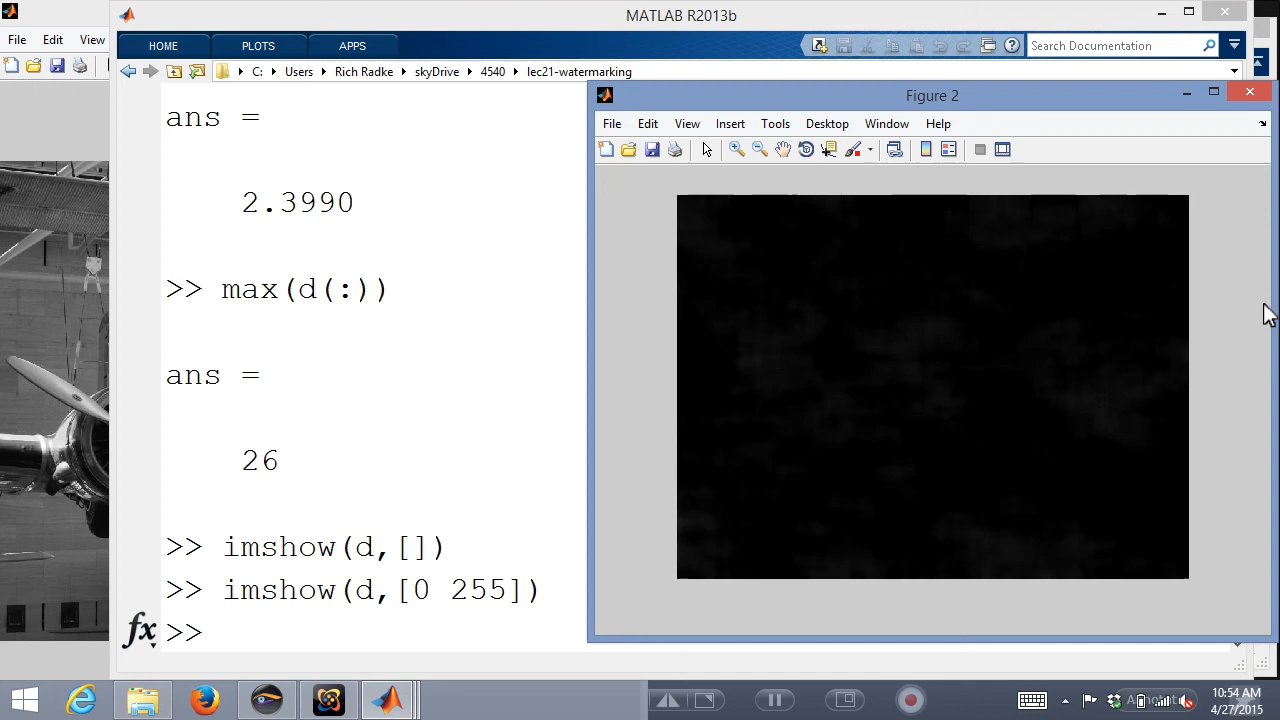 MATLAB R2013b
File Edit View
HOME PLOTS APPS
Search Documentation
C: Users Rich Radke skyDrive 4540 lec21-watermarking
Figure 2
File Edit View Insert Tools Desktop Window Help
ans =
2.3990
>> max(d(:))
ans =
26
>> imshow(d,[])
>> imshow(d,[0 255])
fx >>
10:54 AM
4/27/2015